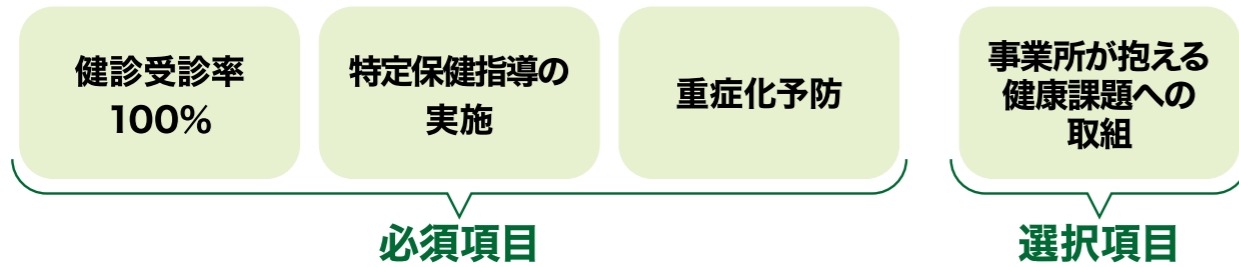 健診受診率
100%
特定保健指導の
実施
重症化予防
事業所が抱える
健康課題への
取組
必須項目
選択項目